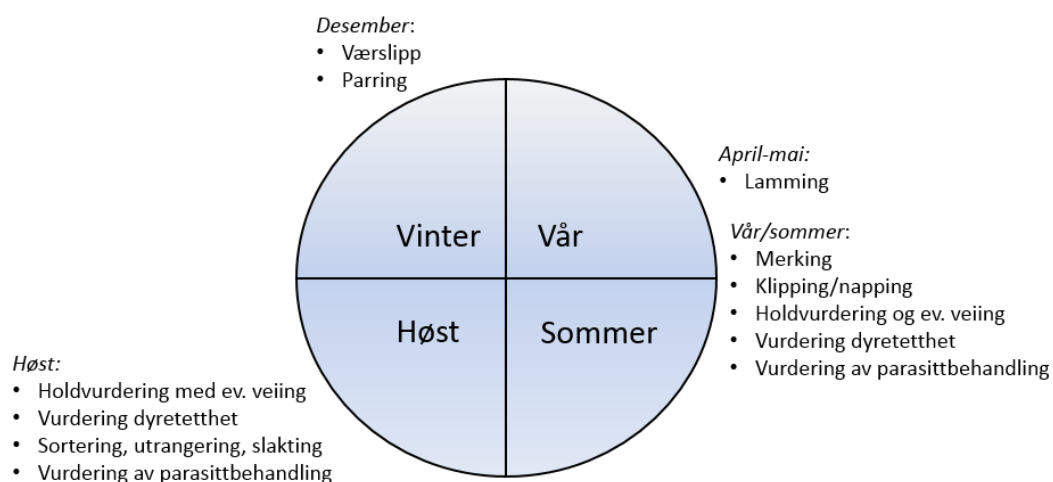 Desember:
• Værslipp
• Parring
April-mai:
• Lamming
Vår/sommer:
• Merking
• Klipping/napping
• Holdvurdering og ev. veiing
• Vurdering dyretetthet
• Vurdering av parasittbehandling
Vinter
Vår
Høst
Sommer
Høst:
• Holdvurdering med ev. veiing
• Vurdering dyretetthet
• Sortering, utrangering, slakting
• Vurdering av parasittbehandling